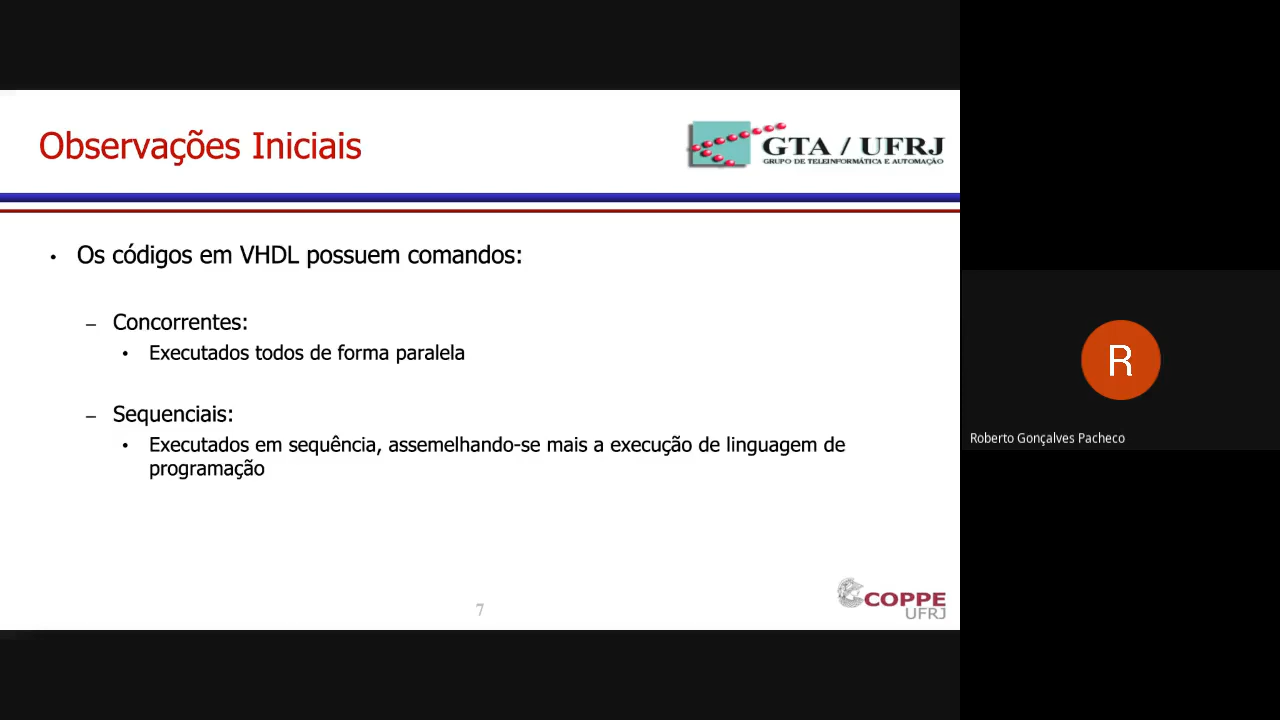 Observações Iniciais
GTA / UFRJ
GRUPO DE TELEINFORMÁTICA E AUTOMAÇÃO
• Os códigos em VHDL possuem comandos:
– Concorrentes:
• Executados todos de forma paralela
– Sequenciais:
• Executados em sequência, assemelhando-se mais a execução de linguagem de
programação
7
COPPE
UFRJ
R
Roberto Gonçalves Pacheco